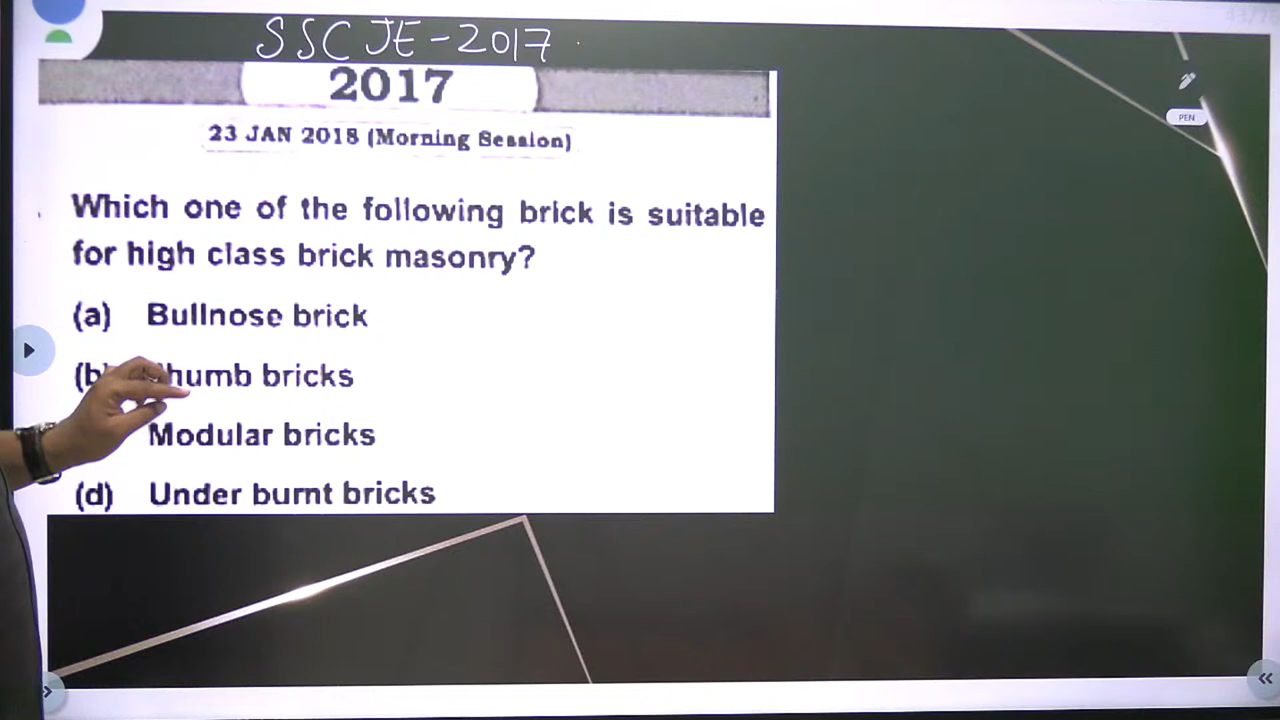 SSC JE-2017
2017
23 JAN 2018 (Morning Session)
Which one of the following brick is suitable
for high class brick masonry?
(a) Bullnose brick
bricks
Modular bricks
(d) Under burnt bricks
PEN